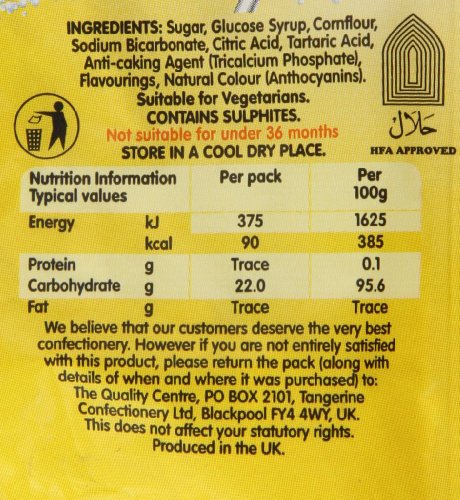 INGREDIENTS: Sugar, Glucose Syrup, Cornflour,
Sodium Bicarbonate, Citric Acid, Tartaric Acid,
Anti-caking Agent (Tricalcium Phosphate),
Flavourings, Natural Colour (Anthocyanins).
Suitable for Vegetarians.
CONTAINS SULPHITES.
Not suitable for under 36 months
STORE IN A COOL DRY PLACE.
حلال
HFA APPROVED
Nutrition Information Per pack Per
Typical values 100g
Energy kJ 375 1625
kcal 90 385
Protein g Trace 0.1
Carbohydrate g 22.0 95.6
Fat g Trace Trace
We believe that our customers deserve the very best
confectionery. However if you are not entirely satisfied
with this product, please return the pack (along with
details of when and where it was purchased) to:
The Quality Centre, PO BOX 2101, Tangerine
Confectionery Ltd, Blackpool FY4 4WY, UK.
This does not affect your statutory rights.
Produced in the UK.